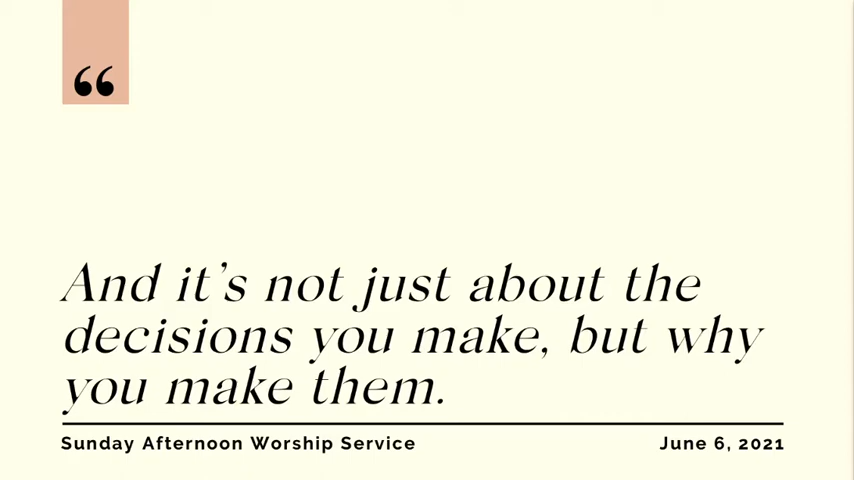 “
And it’s not just about the
decisions you make, but why
you make them.
Sunday Afternoon Worship Service
June 6, 2021